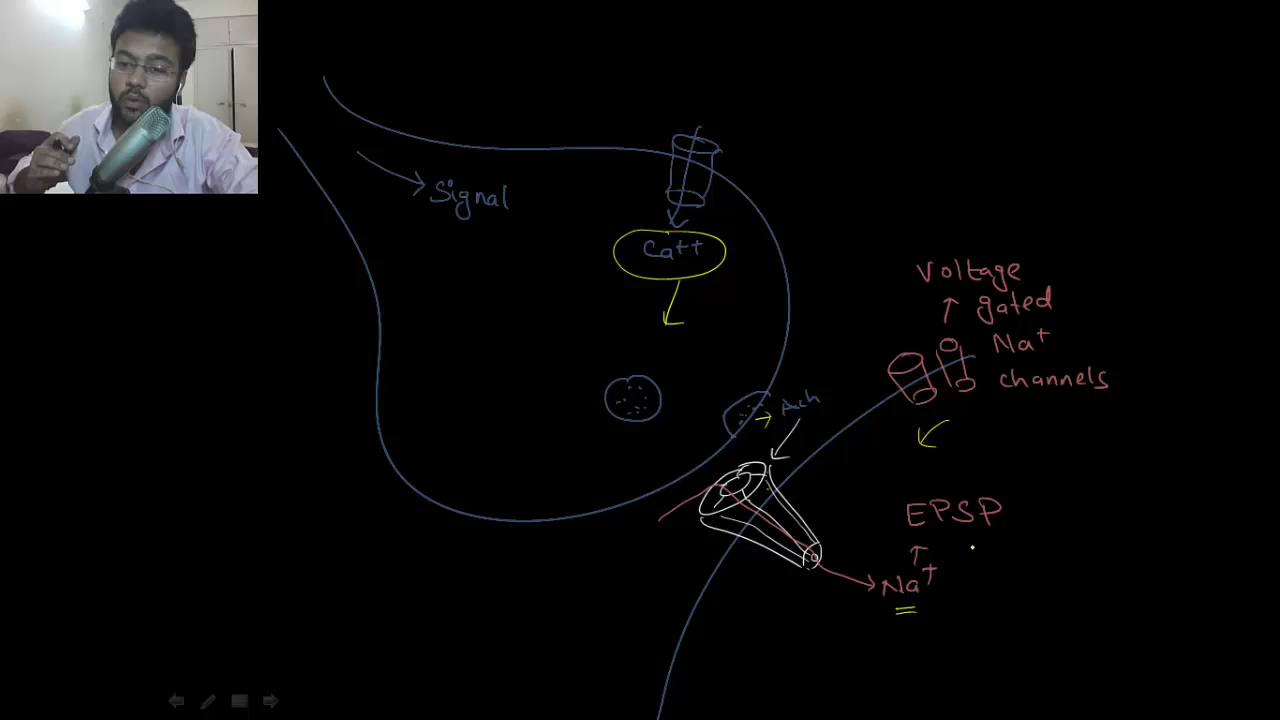 Signal
Ca++
Voltage
gated
Na+
channels
Ach
EPSP
Na+